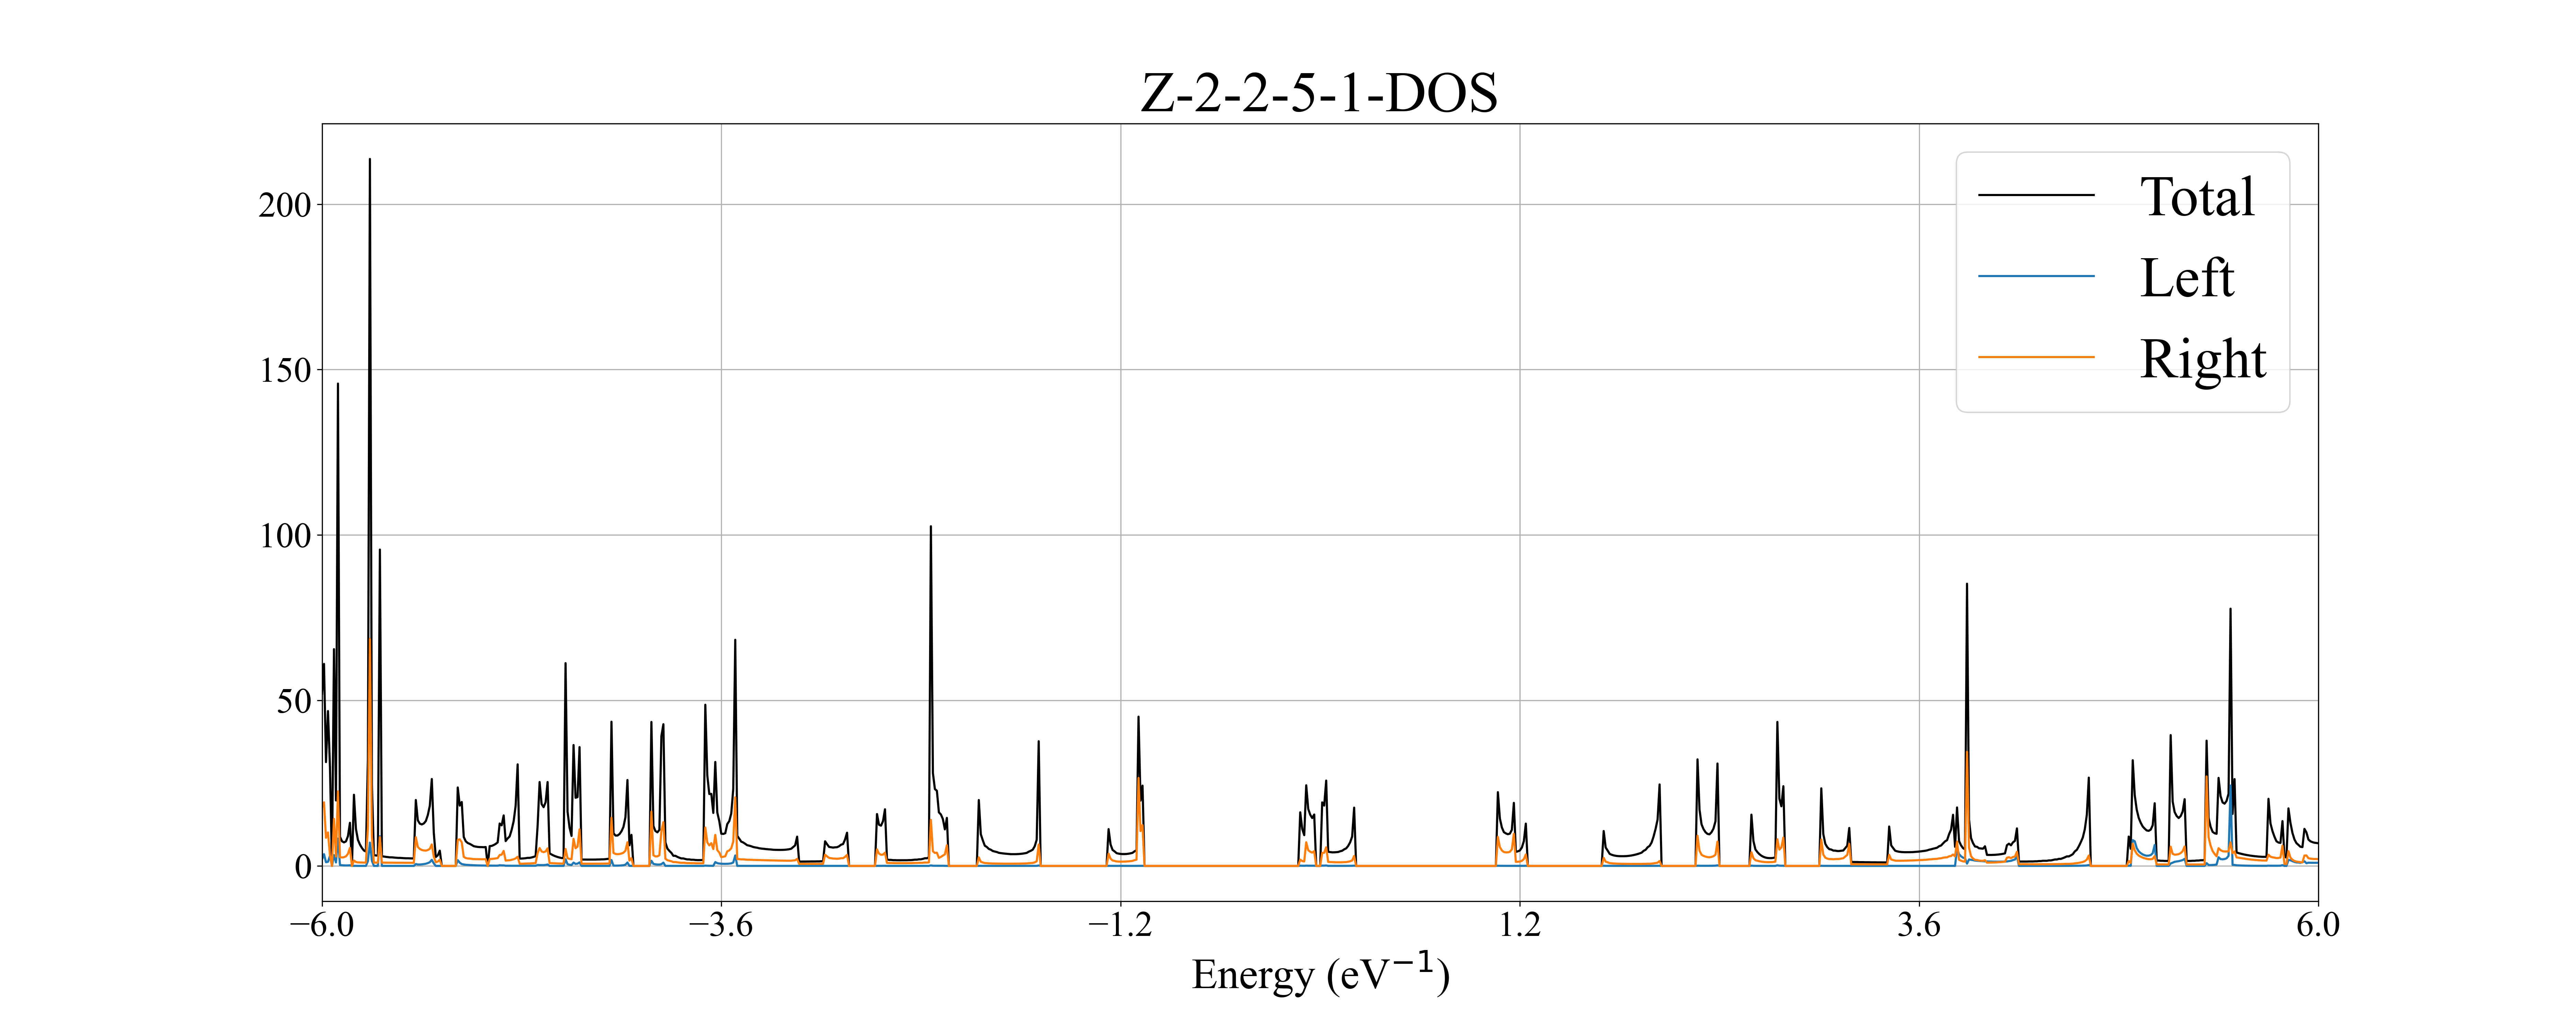 Z-2-2-5-1-DOS
Total
Left
Right
200
150
100
50
0
−6.0 −3.6 −1.2 1.2 3.6 6.0
Energy (eV⁻¹)